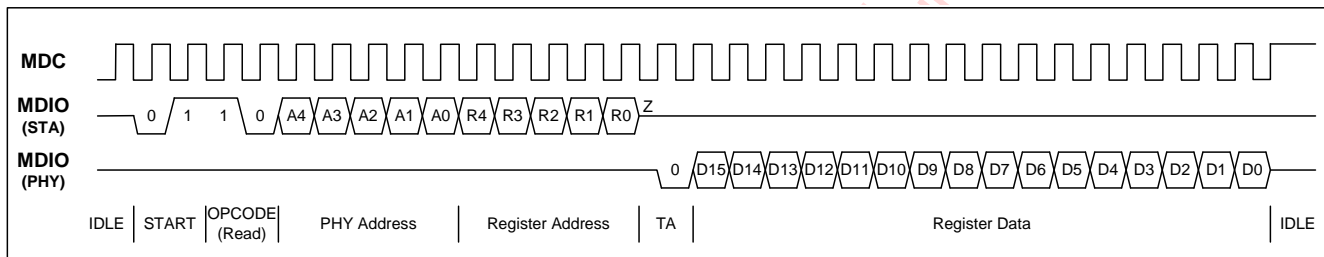 MDC
MDIO
(STA)
0 1 1 0 A4 A3 A2 A1 A0 R4 R3 R2 R1 R0 Z
MDIO
(PHY)
0 D15 D14 D13 D12 D11 D10 D9 D8 D7 D6 D5 D4 D3 D2 D1 D0
IDLE START OPCODE PHY Address Register Address TA Register Data IDLE
(Read)